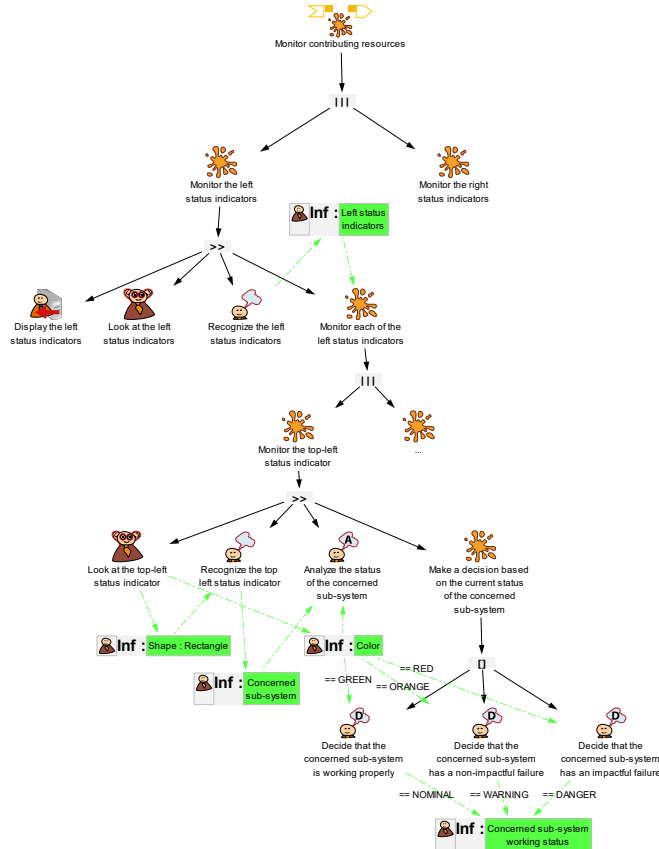 Monitor contributing resources
|||
Monitor the left
status indicators
Monitor the right
status indicators
Inf :
Left status
indicators
>>
Display the left
status indicators
Look at the left
status indicators
Recognize the left
status indicators
Monitor each of the
left status indicators
|||
Monitor the top-left
status indicator
...
>>
Look at the top-left
status indicator
Recognize the top
left status indicator
A
Analyze the status
of the concerned
sub-system
Make a decision based
on the current status
of the concerned
sub-system
Inf : Shape : Rectangle
Inf : Color
Inf :
Concerned
sub-system
== GREEN
== ORANGE
== RED
[]
D
Decide that the
concerned sub-system
is working properly
D
Decide that the
concerned sub-system
has a non-impactful failure
D
Decide that the
concerned sub-system
has an impactful failure
== NOMINAL
== WARNING
== DANGER
Inf :
Concerned sub-system
working status